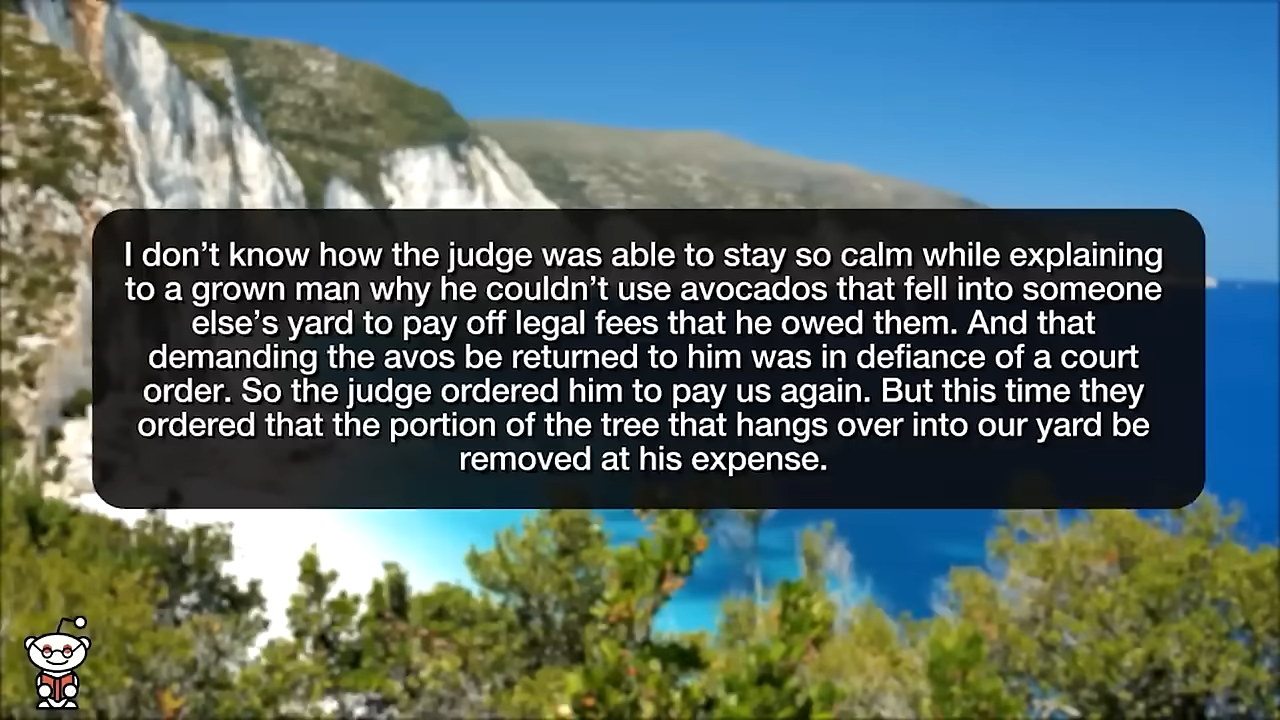 I don’t know how the judge was able to stay so calm while explaining
to a grown man why he couldn’t use avocados that fell into someone
else’s yard to pay off legal fees that he owed them. And that
demanding the avos be returned to him was in defiance of a court
order. So the judge ordered him to pay us again. But this time they
ordered that the portion of the tree that hangs over into our yard be
removed at his expense.